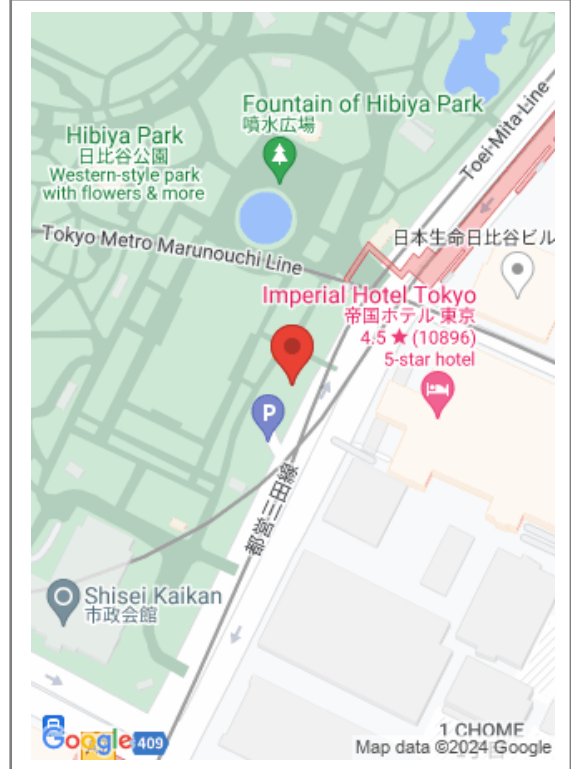 Fountain of Hibiya Park
噴水広場
Hibiya Park
日比谷公園
Western-style park
with flowers & more
Toei-Mita-Line
Tokyo Metro Marunouchi Line
日本生命日比谷ビル
Imperial Hotel Tokyo
帝国ホテル 東京
4.5 ★ (10896)
5-star hotel
P
都営三田線
Shisei Kaikan
市政会館
1 CHOME
Google
409
Map data ©2024 Google